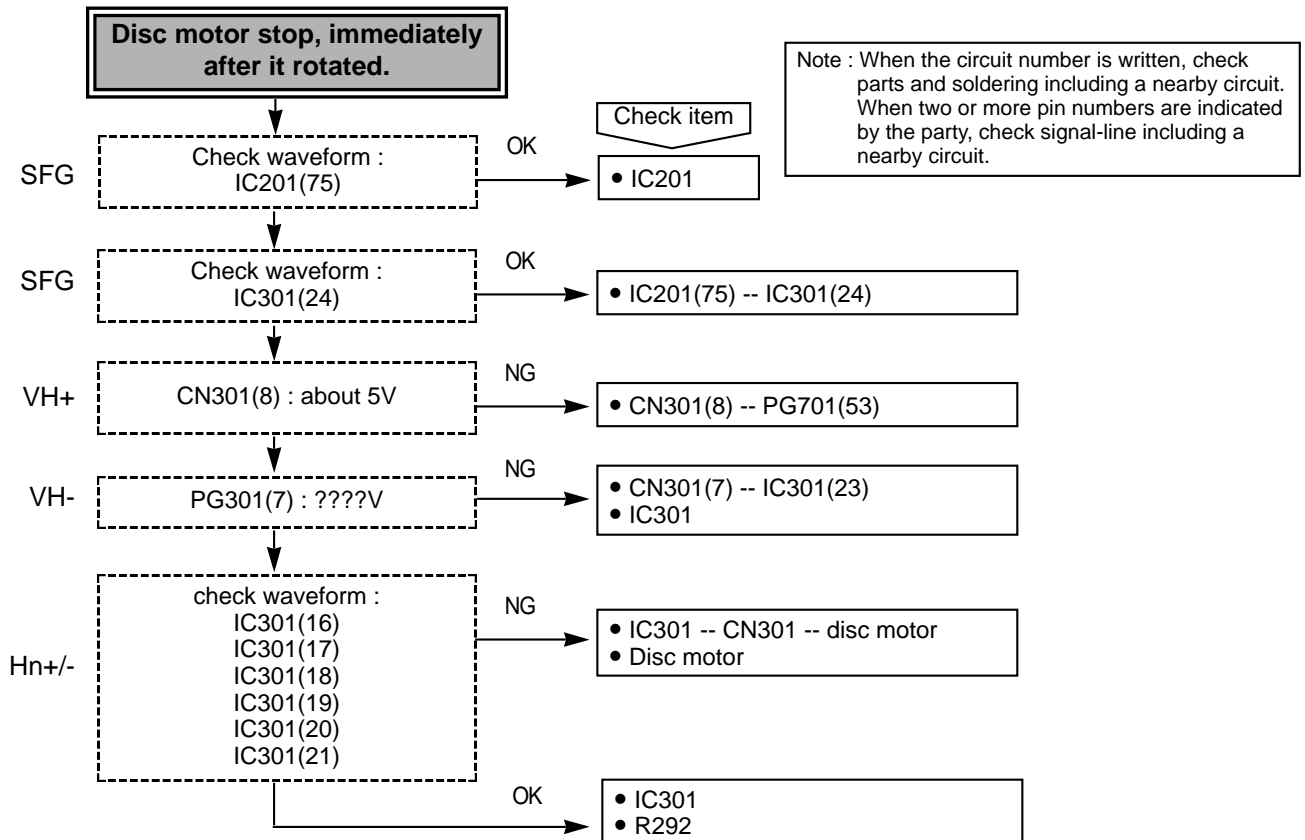 Disc motor stop, immediately
after it rotated.
Note : When the circuit number is written, check
parts and soldering including a nearby circuit.
When two or more pin numbers are indicated
by the party, check signal-line including a
nearby circuit.
Check item
SFG
Check waveform :
IC201(75)
OK
• IC201
SFG
Check waveform :
IC301(24)
OK
• IC201(75) -- IC301(24)
VH+
CN301(8) : about 5V
NG
• CN301(8) -- PG701(53)
VH-
PG301(7) : ????V
NG
• CN301(7) -- IC301(23)
• IC301
Hn+/-
check waveform :
IC301(16)
IC301(17)
IC301(18)
IC301(19)
IC301(20)
IC301(21)
NG
• IC301 -- CN301 -- disc motor
• Disc motor
OK
• IC301
• R292